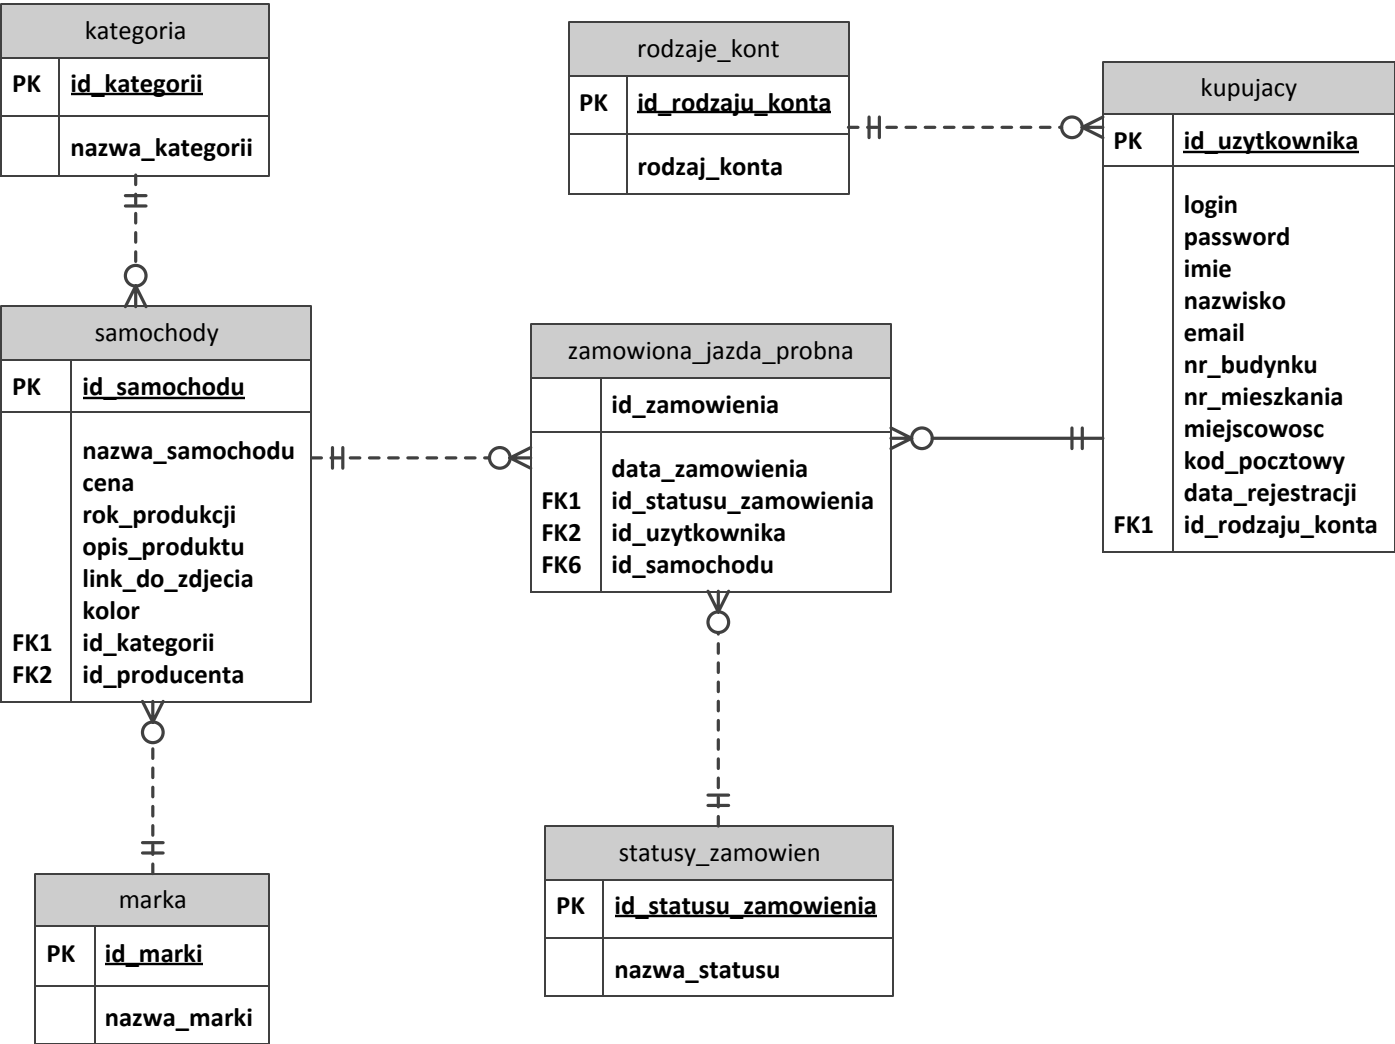 kategoria
PK id_kategorii
nazwa_kategorii
rodzaje_kont
PK id_rodzaju_konta
rodzaj_konta
kupujacy
PK id_uzytkownika
login
password
imie
nazwisko
email
nr_budynku
nr_mieszkania
miejscowosc
kod_pocztowy
data_rejestracji
FK1 id_rodzaju_konta
samochody
PK id_samochodu
nazwa_samochodu
cena
rok_produkcji
opis_produktu
link_do_zdjecia
kolor
FK1 id_kategorii
FK2 id_producenta
zamowiona_jazda_probna
id_zamowienia
data_zamowienia
FK1 id_statusu_zamowienia
FK2 id_uzytkownika
FK6 id_samochodu
marka
PK id_marki
nazwa_marki
statusy_zamowien
PK id_statusu_zamowienia
nazwa_statusu